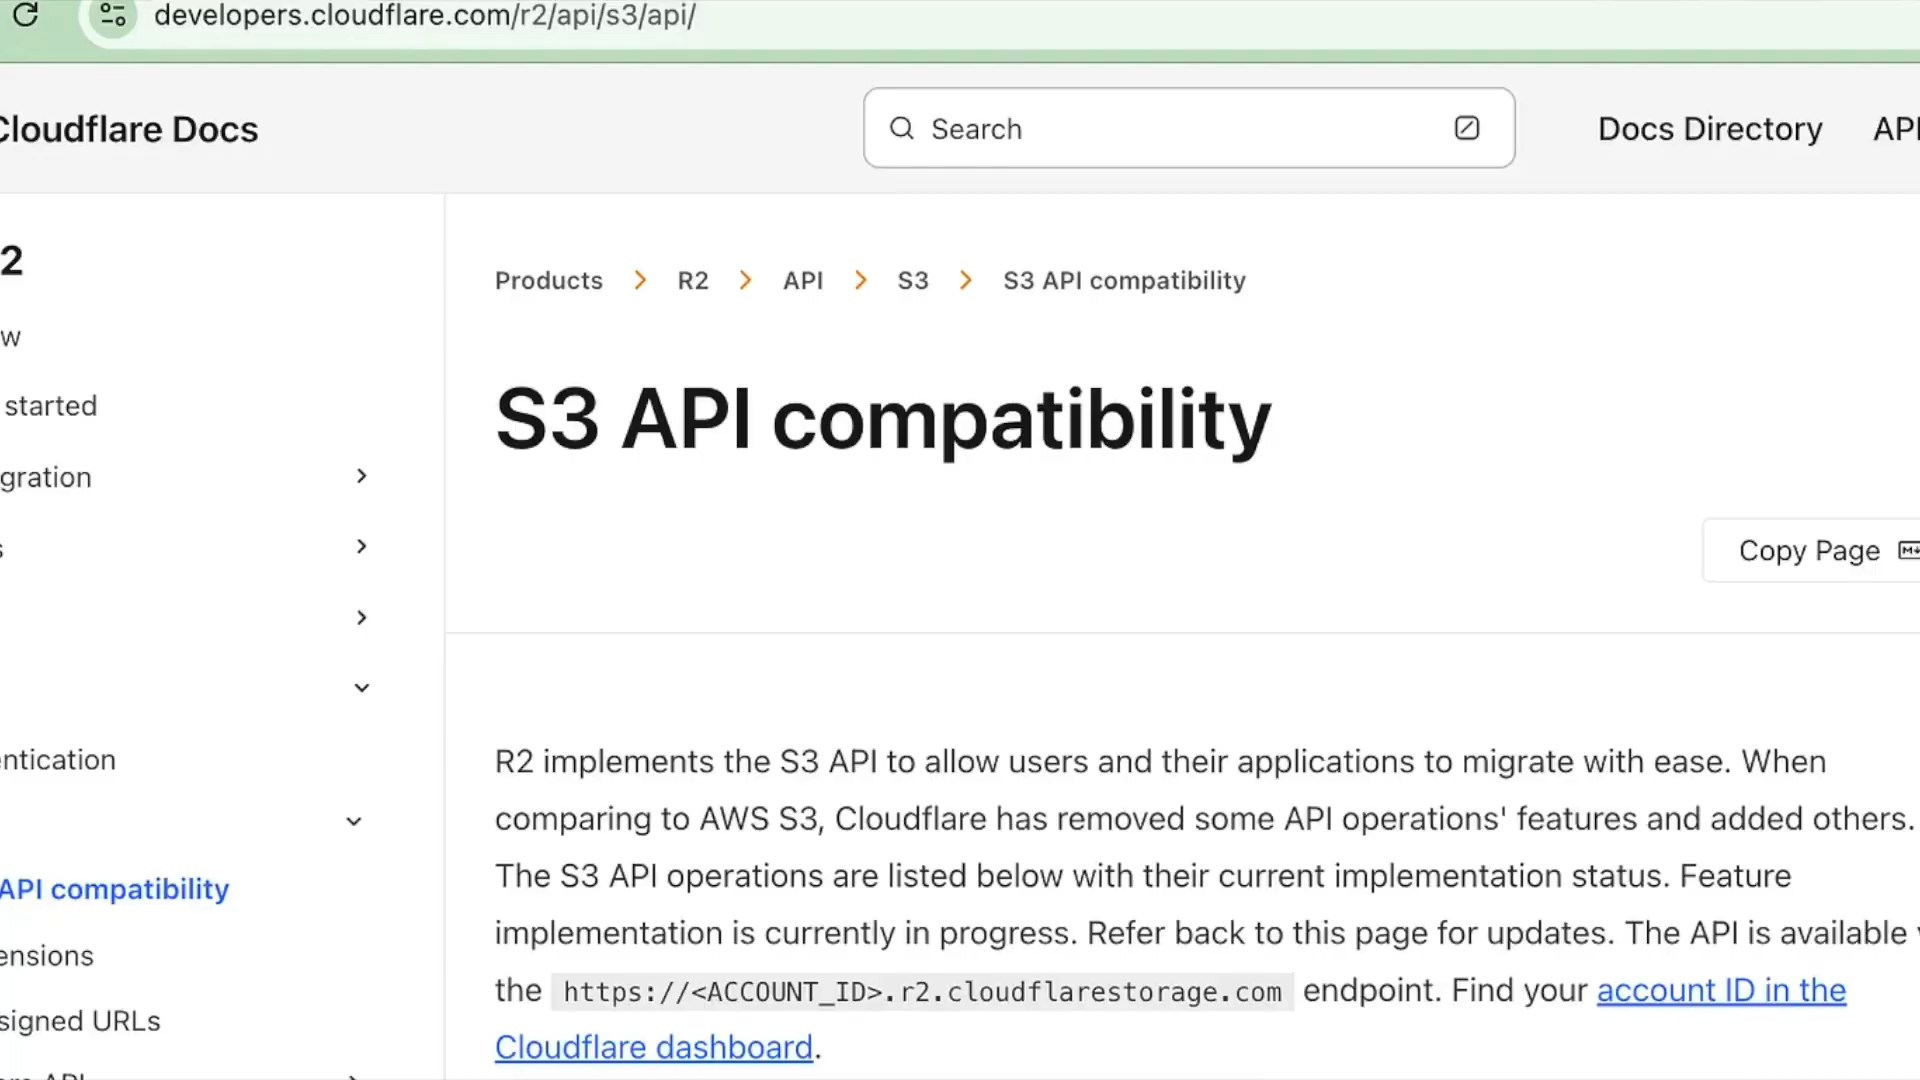 developers.cloudflare.com/r2/api/s3/api/
Cloudflare Docs
Search
Docs Directory
API
2
w
started
gration
s
entication
API compatibility
ensions
signed URLs
Products > R2 > API > S3 > S3 API compatibility
S3 API compatibility
Copy Page
R2 implements the S3 API to allow users and their applications to migrate with ease. When
comparing to AWS S3, Cloudflare has removed some API operations' features and added others.
The S3 API operations are listed below with their current implementation status. Feature
implementation is currently in progress. Refer back to this page for updates. The API is available
the https://<ACCOUNT_ID>.r2.cloudflarestorage.com endpoint. Find your account ID in the
Cloudflare dashboard.